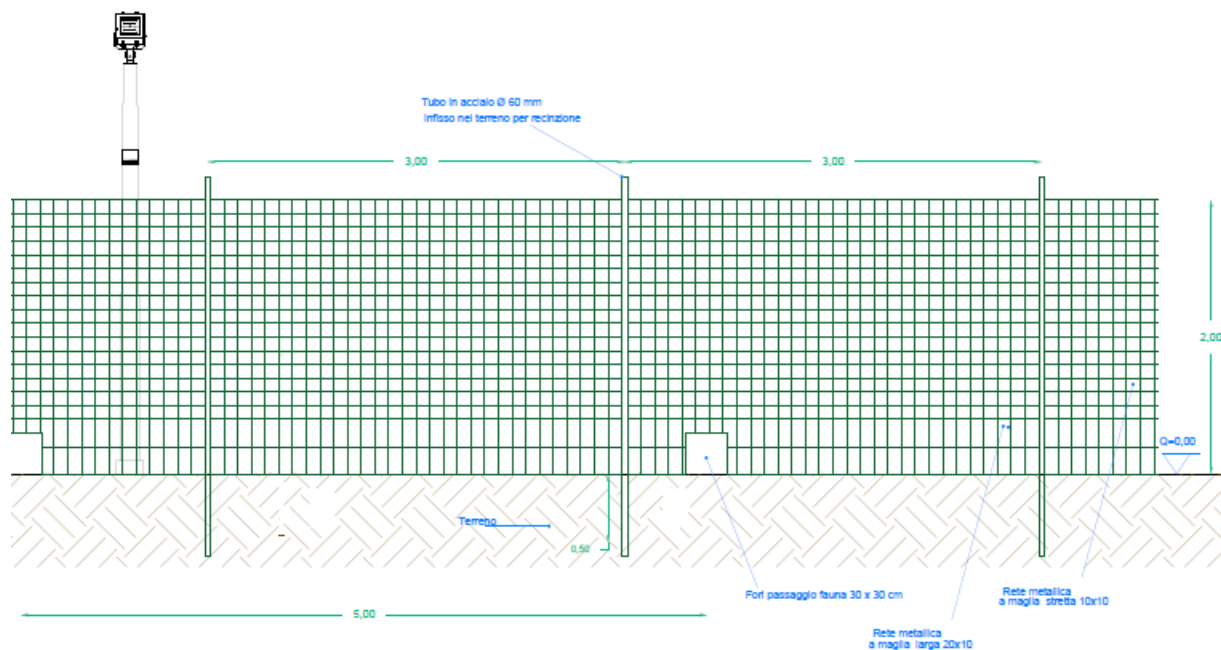 Tubo in acciaio Ø 60 mm
infisso nel terreno per recinzione
3,00
3,00
2,00
Q=0,00
Terreno
0,50
Fori passaggio fauna 30 x 30 cm
Rete metallica
a maglia stretta 10x10
5,00
Rete metallica
a maglia larga 20x10